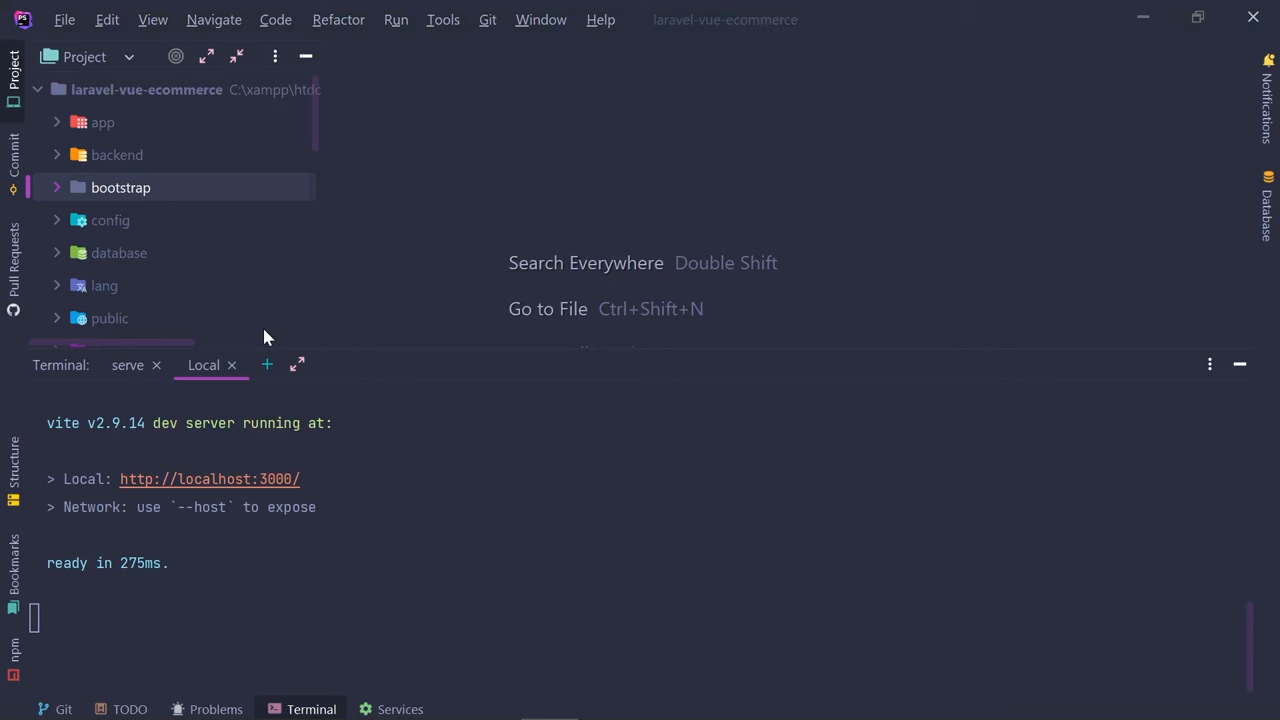 PS File Edit View Navigate Code Refactor Run Tools Git Window Help laravel-vue-ecommerce
Project
Project
Commit
Pull Requests
Structure
Bookmarks
npm
laravel-vue-ecommerce C:\xampp\htdc
app
backend
bootstrap
config
database
lang
public
Search Everywhere Double Shift
Go to File Ctrl+Shift+N
Notifications
Database
Terminal: serve Local
vite v2.9.14 dev server running at:
> Local: http://localhost:3000/
> Network: use `--host` to expose
ready in 275ms.
Git TODO Problems Terminal Services